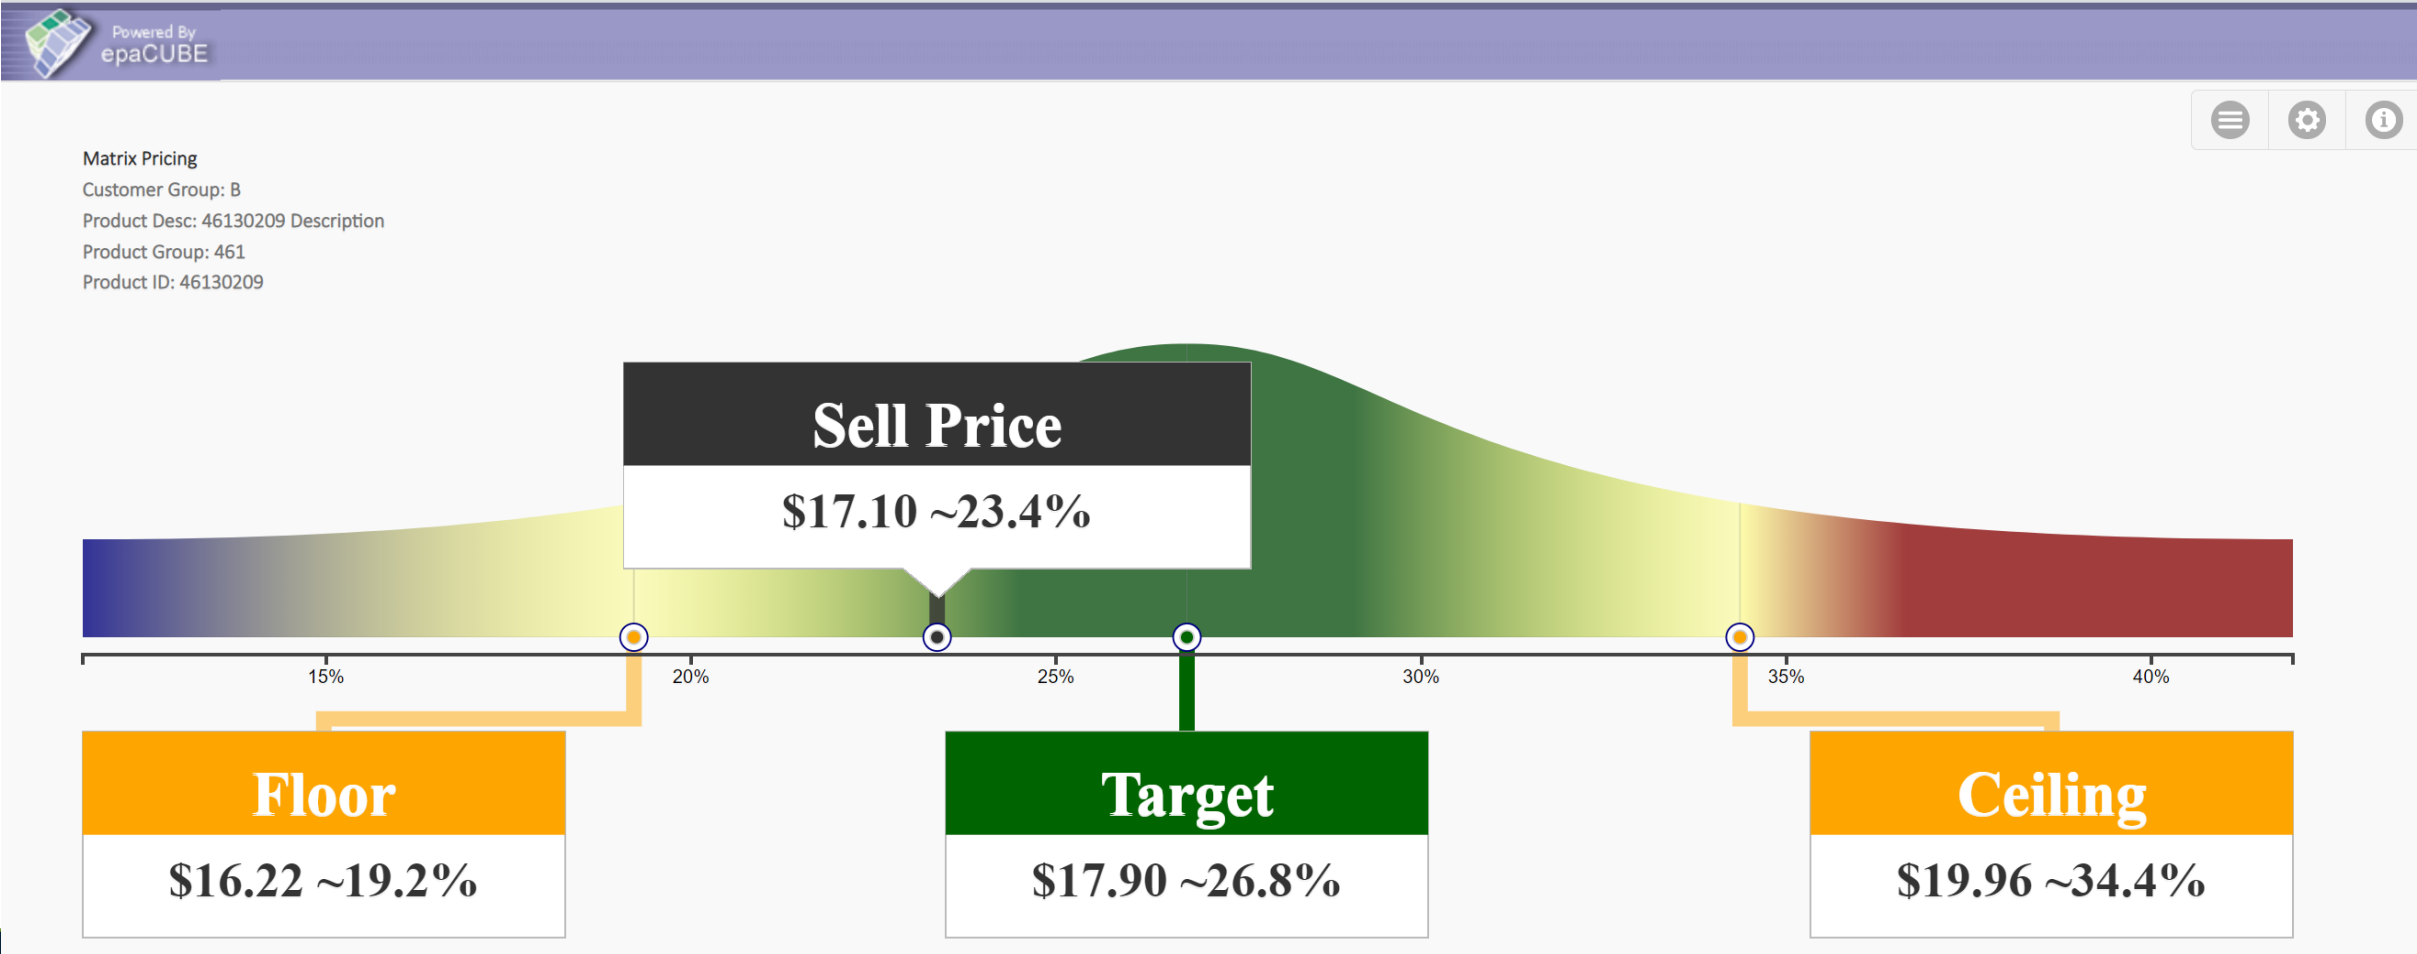 Powered By
epaCUBE
Matrix Pricing
Customer Group: B
Product Desc: 46130209 Description
Product Group: 461
Product ID: 46130209
Sell Price
$17.10 ~23.4%
15%
20%
25%
30%
35%
40%
Floor
$16.22 ~19.2%
Target
$17.90 ~26.8%
Ceiling
$19.96 ~34.4%